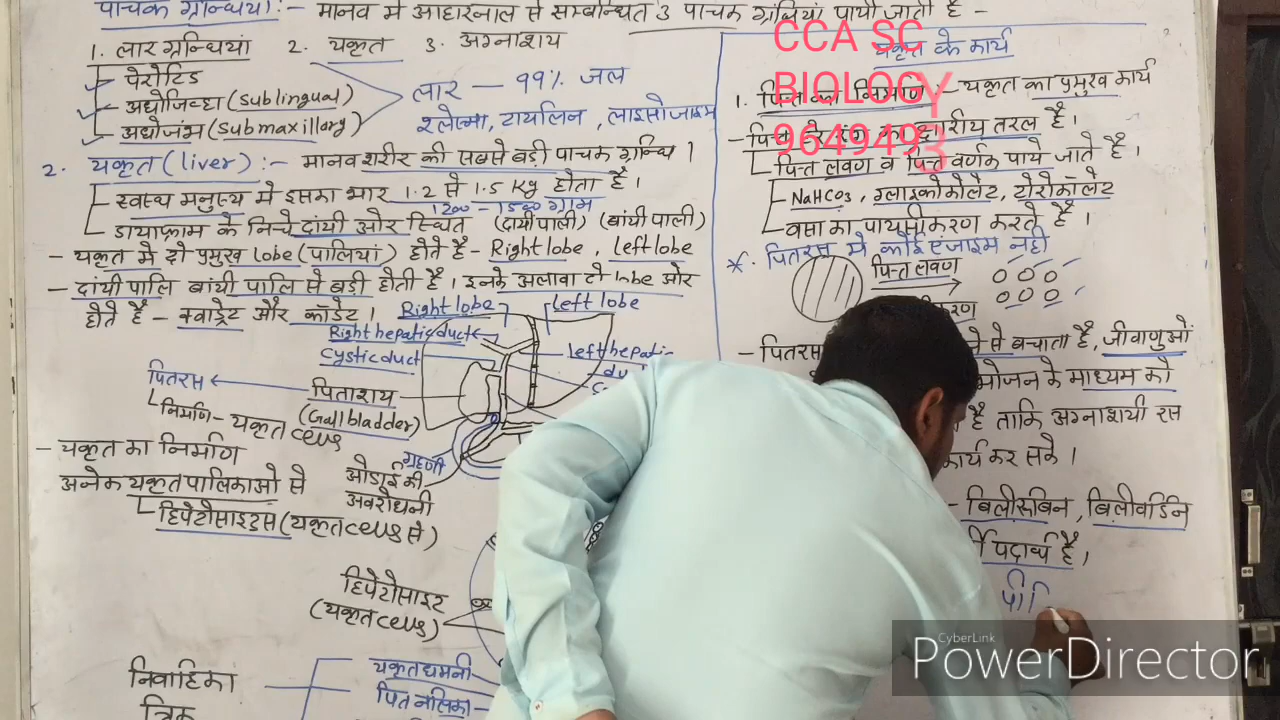 पाचक ग्रन्थियां :- मानव में आहारनाल से सम्बन्धित 3 पाचक ग्रंथियां पायी जाती है -
1. लार ग्रन्थियां 2. यकृत 3. अग्नाशय
पेरोटिड
अधोजिव्हा (sublingual)
अधोजंभ (submaxillary)
लार — 99% जल
श्लेष्मा, टायलिन, लाइसोजाइम
2. यकृत (liver) :- मानव शरीर की सबसे बड़ी पाचक ग्रन्थि ।
स्वस्थ मनुष्य में इसका भार 1.2 से 1.5 kg होता है।
1200 - 1500 ग्राम
डायाफ्राम के निचे दांयी ओर स्थित (दायी पाली) (बांयी पाली)
- यकृत में दो प्रमुख Lobe (पालियां) होते है - Right lobe, left lobe
- दांयी पालि बांयी पालि से बड़ी होती है। इनके अलावा दो lobe और
होते है - क्वाड्रेट और कॉडेट।
Right lobe
left lobe
Right hepatic duct
Cystic duct
left hepatic
पितरस
पिताशय
(Gallbladder)
निर्माण - यकृत cells
ग्रहणी
ओडाई की
अवरोधनी
- यकृत का निर्माण
अनेक यकृत पालिकाओं से
हिपेटोसाइट्स (यकृत cells से)
हिपेटोसाइट
(यकृत cells)
निवाहिका
त्रिक
यकृत धमनी
पित नलिका
यकृत के कार्य
1. पित्त का निर्माण - यकृत का प्रमुख कार्य
क्षारीय तरल है।
पित्त लवण व पित्त वर्णक पाये जाते है।
NaHCO3, ग्लाइकोकोलेट, टोरोकॉलेट
वसा का पायसीकरण करते है।
* पितरस में कोई एंजाइम नहीं
पित्त लवण
- पितरस
से बचाता है, जीवाणुओं
भोजन के माध्यम को
है ताकि अग्नाशयी रस
कार्य कर सके।
- बिलीरूबिन, बिलीवर्डिन
पदार्थ है,
CCA SC
BIOLOGY
9649493
CyberLink
PowerDirector